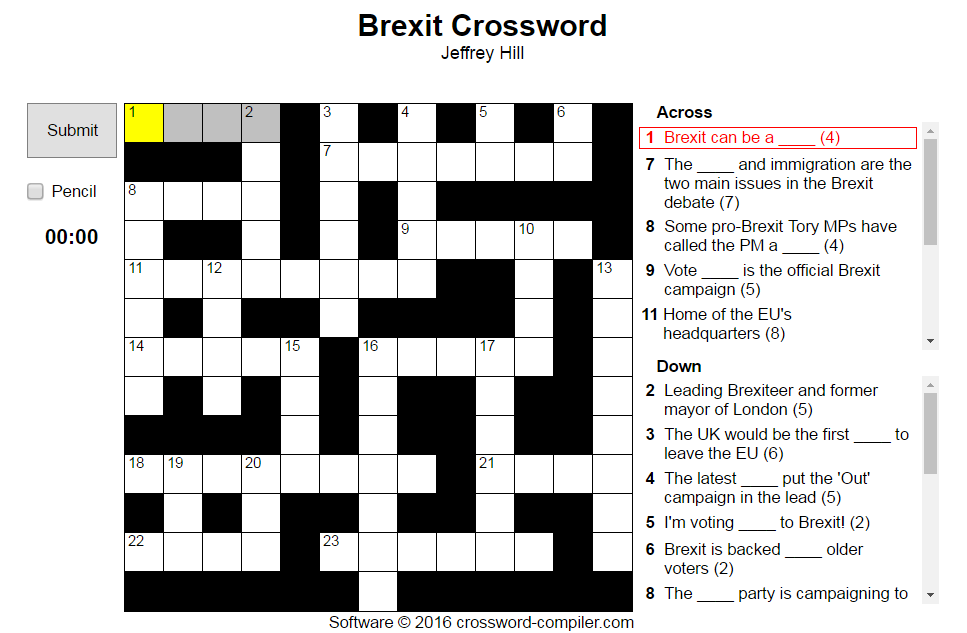 Brexit Crossword
Jeffrey Hill
Submit
Pencil
00:00
1 2 3 4 5 6
7
8
9 10
11 12 13
14 15 16 17
18 19 20 21
22 23
Across
1 Brexit can be a ____ (4)
7 The ____ and immigration are the
two main issues in the Brexit
debate (7)
8 Some pro-Brexit Tory MPs have
called the PM a ____ (4)
9 Vote ____ is the official Brexit
campaign (5)
11 Home of the EU's
headquarters (8)
Down
2 Leading Brexiteer and former
mayor of London (5)
3 The UK would be the first ____ to
leave the EU (6)
4 The latest ____ put the 'Out'
campaign in the lead (5)
5 I'm voting ____ to Brexit! (2)
6 Brexit is backed ____ older
voters (2)
8 The ____ party is campaigning to
Software © 2016 crossword-compiler.com